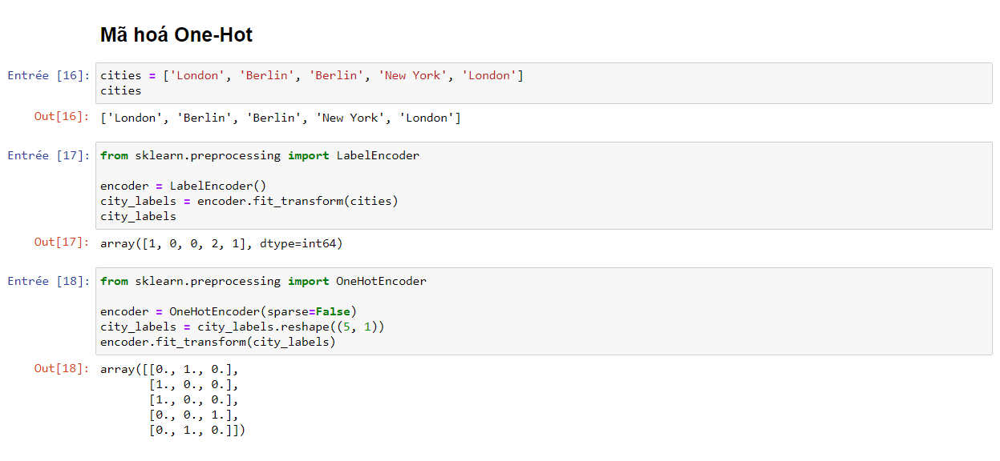 Mã hoá One-Hot
Entrée [16]: cities = ['London', 'Berlin', 'Berlin', 'New York', 'London']
cities
Out[16]: ['London', 'Berlin', 'Berlin', 'New York', 'London']
Entrée [17]: from sklearn.preprocessing import LabelEncoder
encoder = LabelEncoder()
city_labels = encoder.fit_transform(cities)
city_labels
Out[17]: array([1, 0, 0, 2, 1], dtype=int64)
Entrée [18]: from sklearn.preprocessing import OneHotEncoder
encoder = OneHotEncoder(sparse=False)
city_labels = city_labels.reshape((5, 1))
encoder.fit_transform(city_labels)
Out[18]: array([[0., 1., 0.],
[1., 0., 0.],
[1., 0., 0.],
[0., 0., 1.],
[0., 1., 0.]])